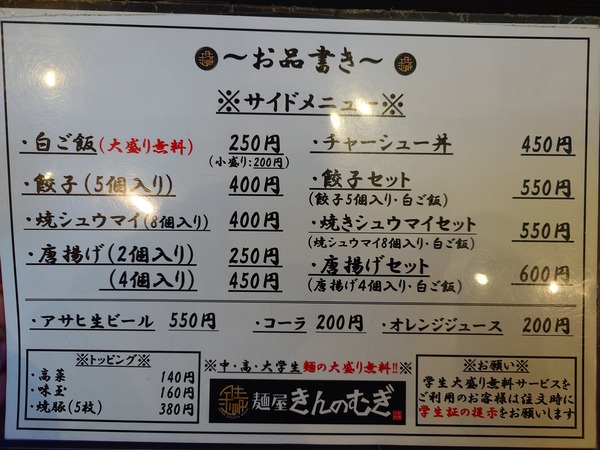 ~お品書き~
※サイドメニュー※
・白ご飯(大盛り無料) 250円
(小盛り:200円)
・餃子(5個入り) 400円
・焼シュウマイ(8個入り) 400円
・唐揚げ(2個入り) 250円
(4個入り) 450円
・チャーシュー丼 450円
・餃子セット 550円
(餃子5個入り・白ご飯)
・焼きシュウマイセット 550円
(焼シュウマイ8個入り・白ご飯)
・唐揚げセット 600円
(唐揚げ4個入り・白ご飯)
・アサヒ生ビール 550円 ・コーラ 200円 ・オレンジジュース 200円
※トッピング※
・高菜 140円
・味玉 160円
・焼豚(5枚) 380円
※中・高・大学生麺の大盛り無料!!※
麺屋 きんのむぎ
※お願い※
学生大盛り無料サービスを
ご利用のお客様は注文時に
学生証の提示をお願いします